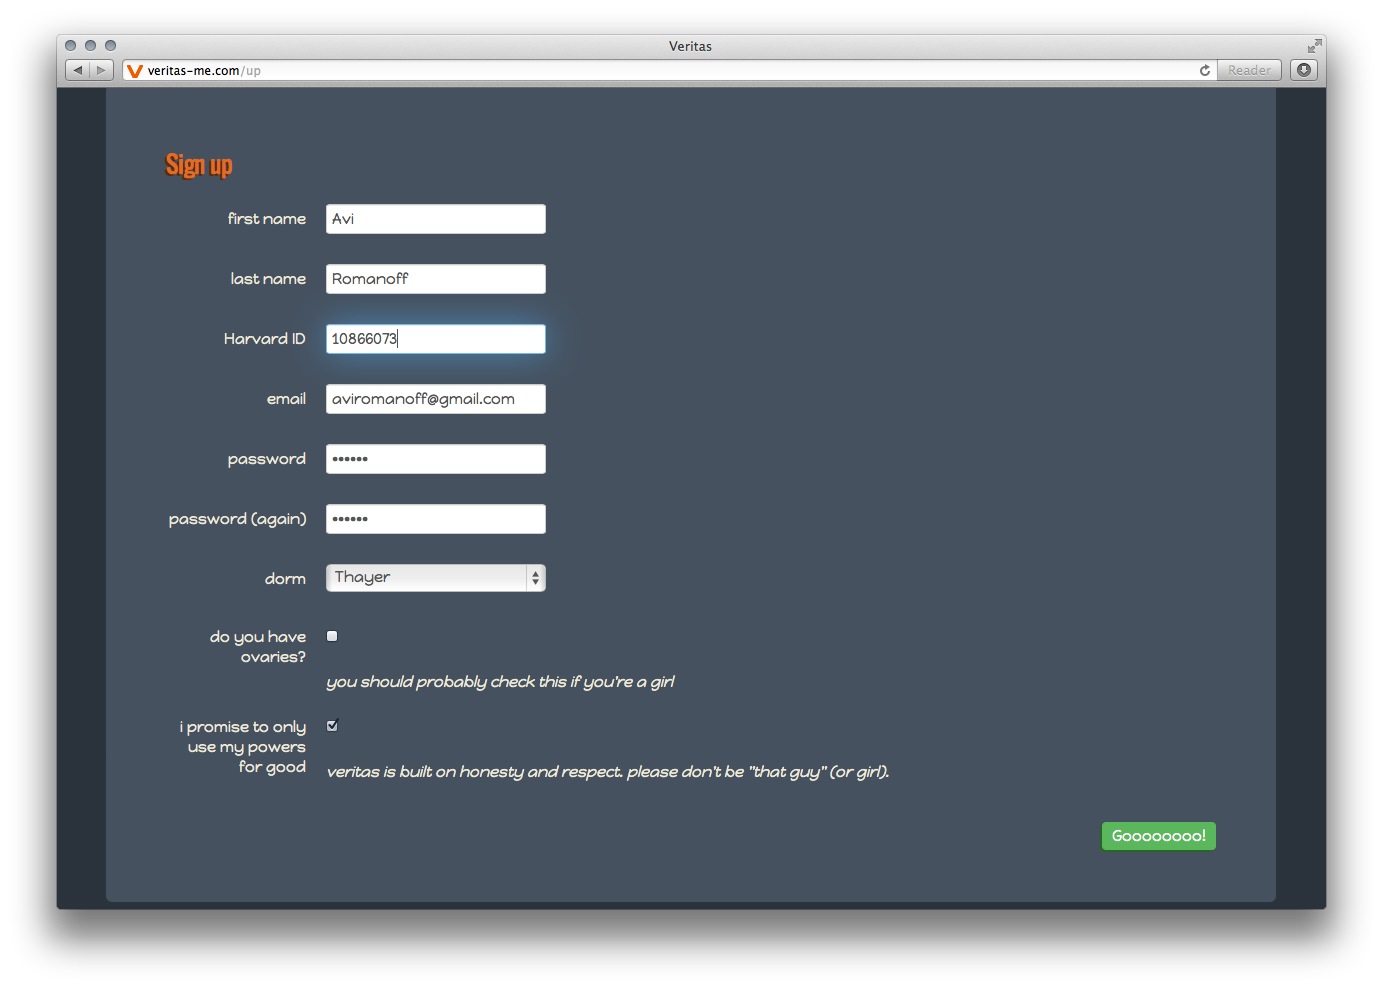 Veritas
veritas-me.com/up
Reader
Sign up
first name Avi
last name Romanoff
Harvard ID 10866073
email aviromanoff@gmail.com
password ••••••
password (again) ••••••
dorm Thayer
do you have
ovaries?
you should probably check this if you're a girl
i promise to only
use my powers
for good
veritas is built on honesty and respect. please don't be "that guy" (or girl).
Goooooooo!